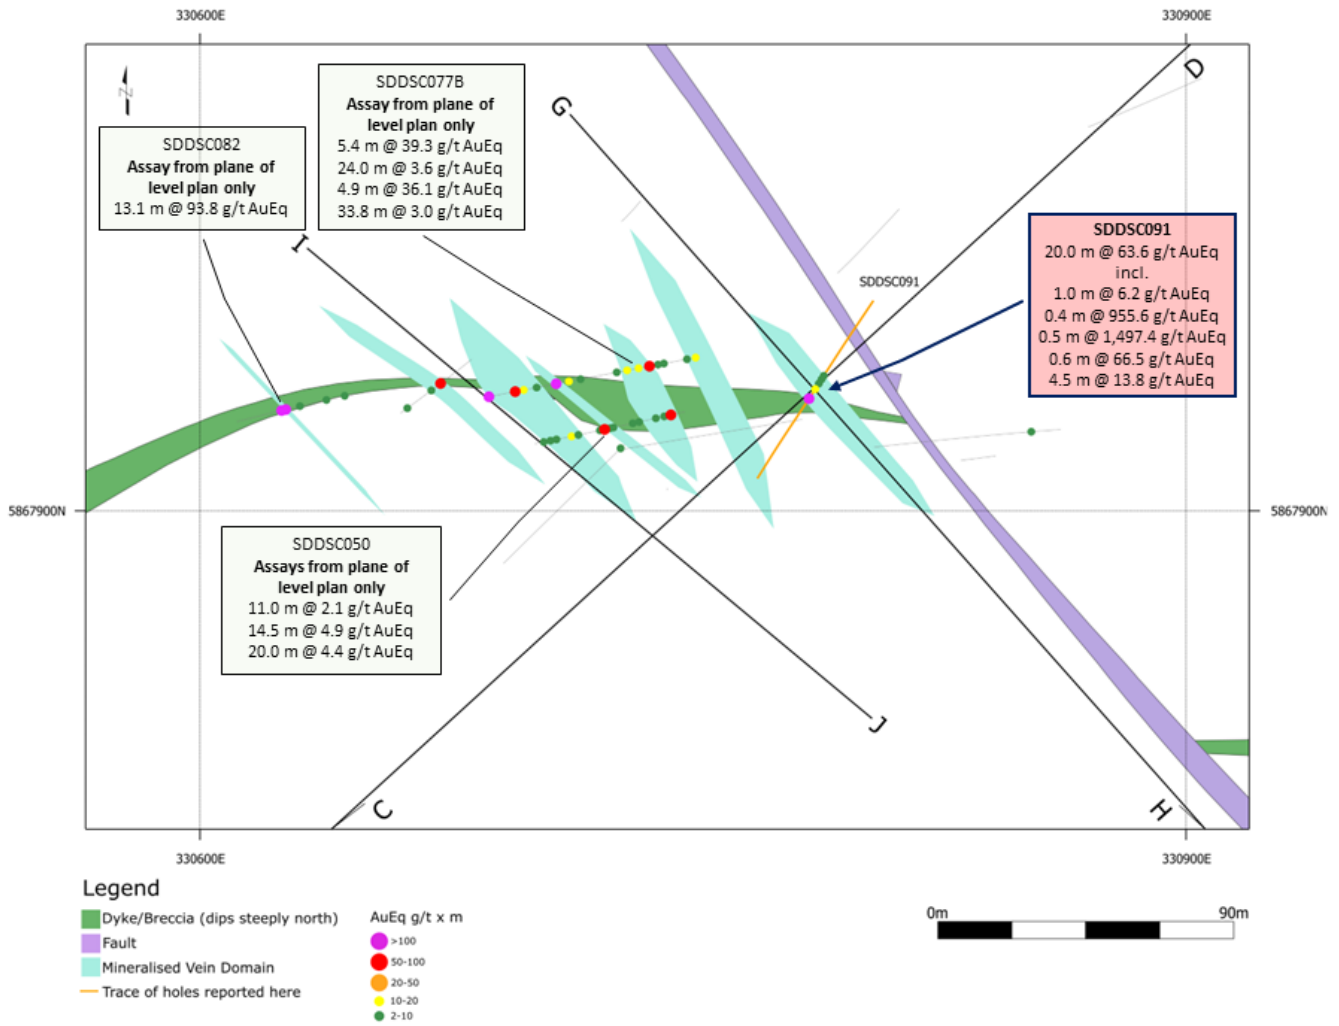 330600E
330900E
N
SDDSC077B
Assay from plane of
level plan only
5.4 m @ 39.3 g/t AuEq
24.0 m @ 3.6 g/t AuEq
4.9 m @ 36.1 g/t AuEq
33.8 m @ 3.0 g/t AuEq
G
D
SDDSC082
Assay from plane of
level plan only
13.1 m @ 93.8 g/t AuEq
I
SDDSC091
20.0 m @ 63.6 g/t AuEq
incl.
1.0 m @ 6.2 g/t AuEq
0.4 m @ 955.6 g/t AuEq
0.5 m @ 1,497.4 g/t AuEq
0.6 m @ 66.5 g/t AuEq
4.5 m @ 13.8 g/t AuEq
SDDSC091
5867900N
5867900N
SDDSC050
Assays from plane of
level plan only
11.0 m @ 2.1 g/t AuEq
14.5 m @ 4.9 g/t AuEq
20.0 m @ 4.4 g/t AuEq
J
C
H
330600E
330900E
Legend
Dyke/Breccia (dips steeply north)
Fault
Mineralised Vein Domain
Trace of holes reported here
AuEq g/t x m
>100
50-100
20-50
10-20
2-10
0m
90m